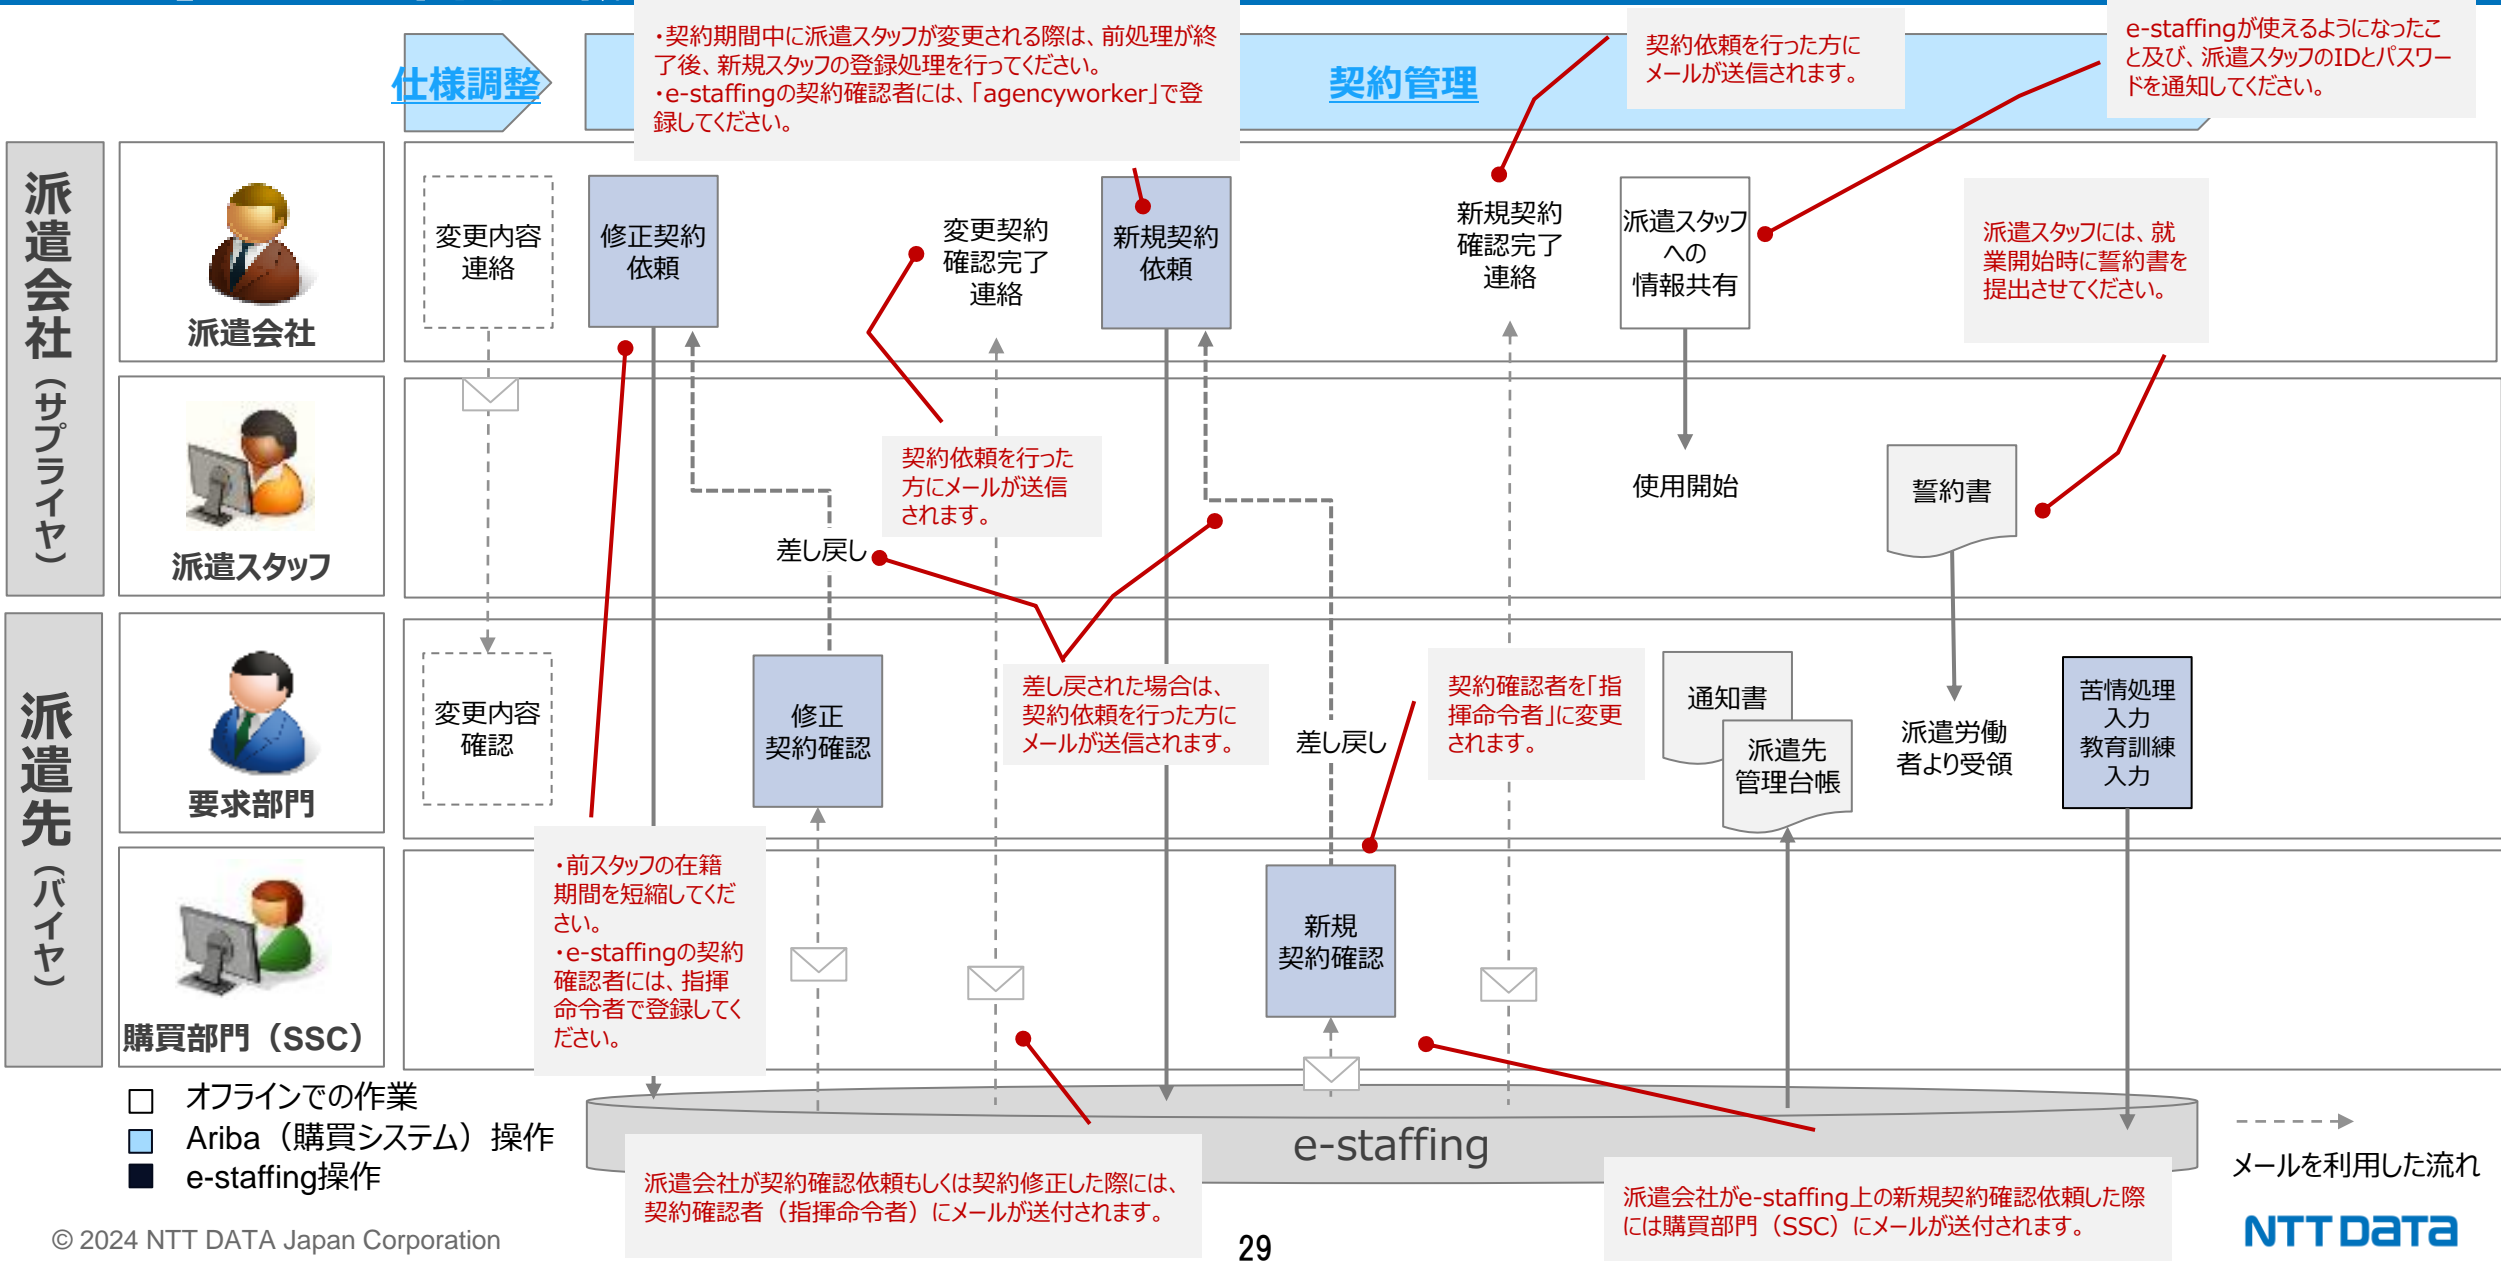 仕様調整
契約管理
・契約期間中に派遣スタッフが変更される際は、前処理が終
了後、新規スタッフの登録処理を行ってください。
・e-staffingの契約確認者には、「agencyworker」で登
録してください。
契約依頼を行った方に
メールが送信されます。
e-staffingが使えるようになったこ
と及び、派遣スタッフのIDとパスワー
ドを通知してください。
派遣会社（サプライヤ）
派遣会社
変更内容
連絡
修正契約
依頼
変更契約
確認完了
連絡
新規契約
依頼
新規契約
確認完了
連絡
派遣スタッフ
への
情報共有
派遣スタッフには、就
業開始時に誓約書を
提出させてください。
派遣スタッフ
契約依頼を行った
方にメールが送信
されます。
差し戻し
使用開始
誓約書
派遣先（バイヤ）
要求部門
変更内容
確認
修正
契約確認
差し戻された場合は、
契約依頼を行った方に
メールが送信されます。
差し戻し
契約確認者を「指
揮命令者」に変更
されます。
通知書
派遣先
管理台帳
派遣労働
者より受領
苦情処理
入力
教育訓練
入力
購買部門（SSC）
・前スタッフの在籍
期間を短縮してくだ
さい。
・e-staffingの契約
確認者には、指揮
命令者で登録してく
ださい。
新規
契約確認
オフラインでの作業
Ariba（購買システム）操作
e-staffing操作
e-staffing
派遣会社が契約確認依頼もしくは契約修正した際には、
契約確認者（指揮命令者）にメールが送付されます。
派遣会社がe-staffing上の新規契約確認依頼した際
には購買部門（SSC）にメールが送付されます。
メールを利用した流れ
© 2024 NTT DATA Japan Corporation
29
NTT DATA